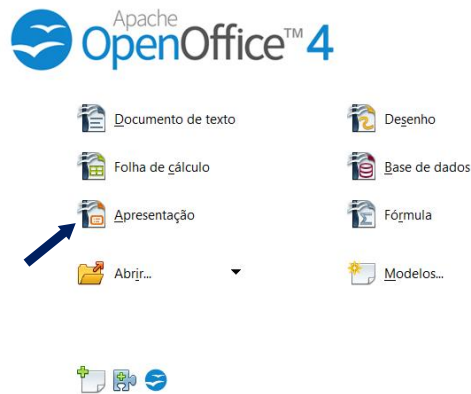 Apache
OpenOffice™ 4
Documento de texto
Desenho
Folha de cálculo
Base de dados
Apresentação
Fórmula
Abrir...
Modelos...